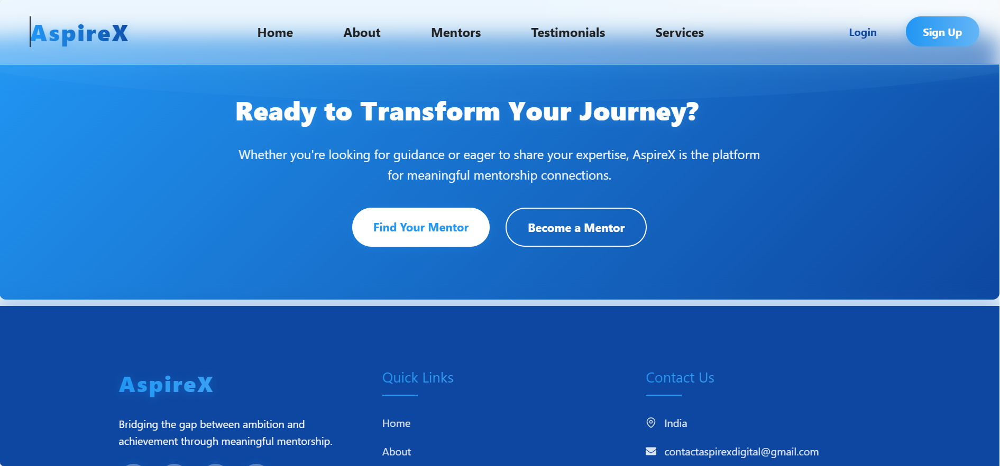 AspireX
Home About Mentors Testimonials Services Login Sign Up
Ready to Transform Your Journey?
Whether you're looking for guidance or eager to share your expertise, AspireX is the platform
for meaningful mentorship connections.
Find Your Mentor
Become a Mentor
AspireX
Bridging the gap between ambition and
achievement through meaningful mentorship.
Quick Links
Home
About
Contact Us
India
contactaspirexdigital@gmail.com